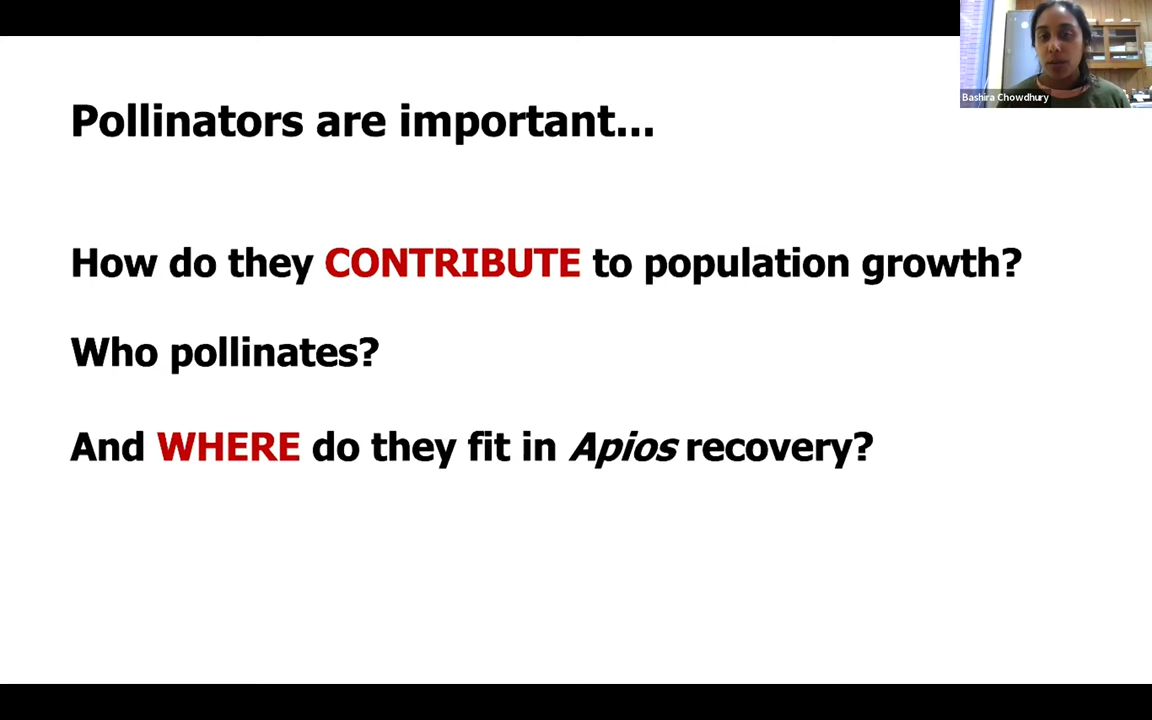 Bashira Chowdhury
Pollinators are important...
How do they CONTRIBUTE to population growth?
Who pollinates?
And WHERE do they fit in Apios recovery?